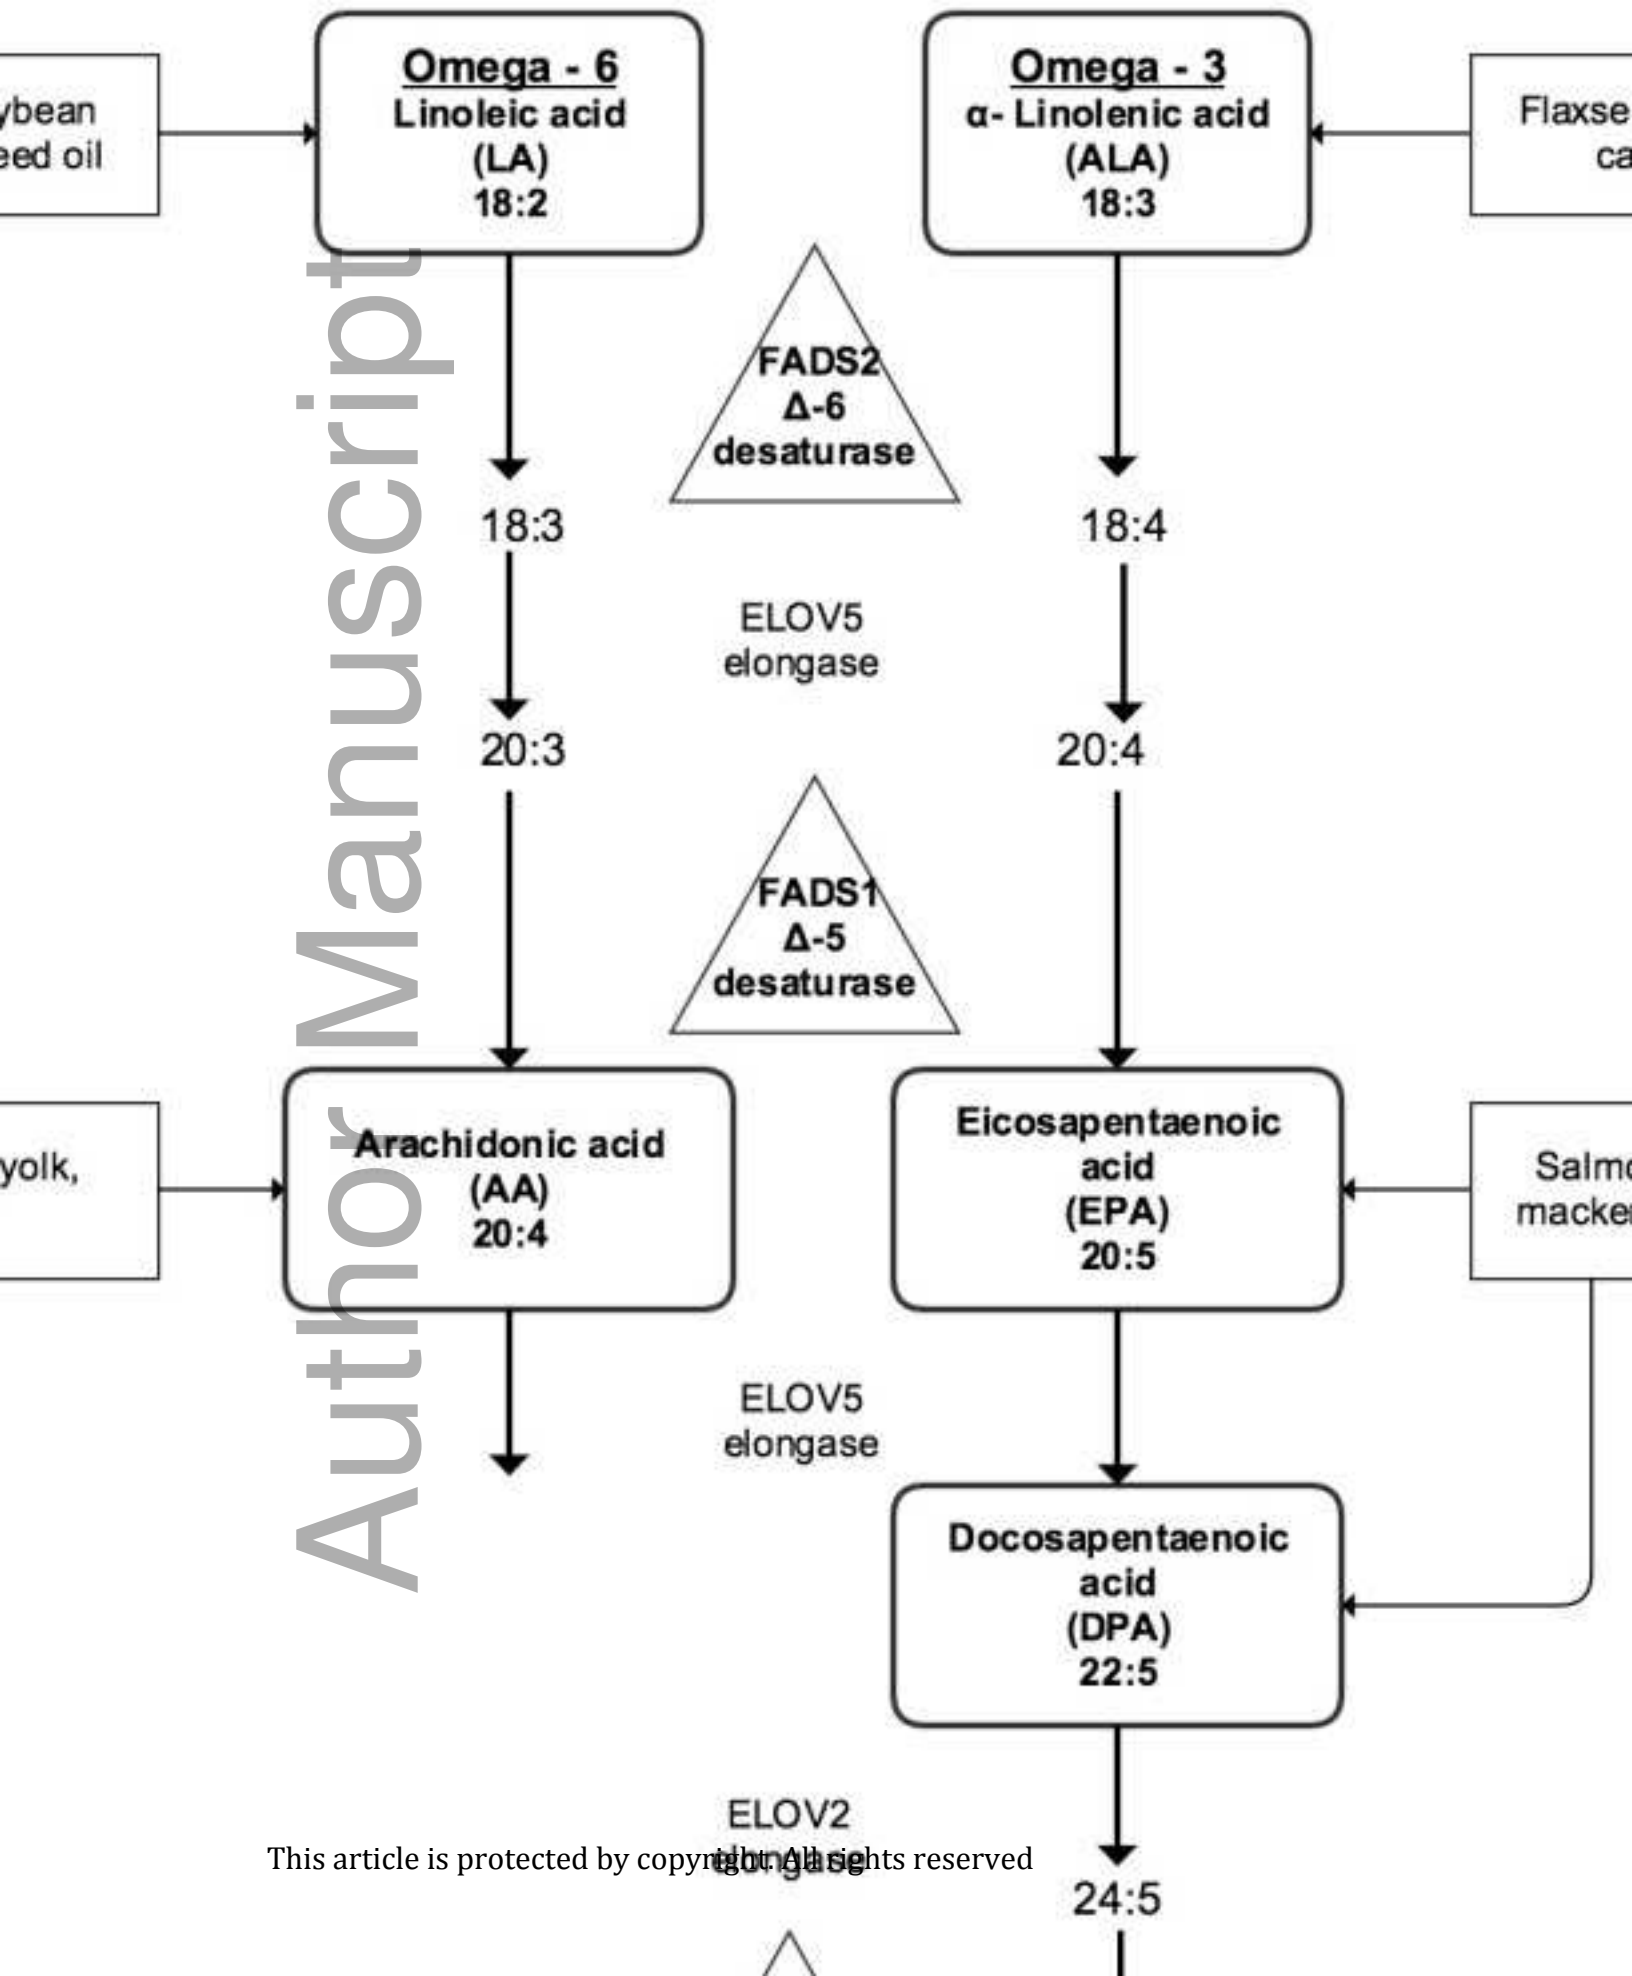 Omega - 6
Linoleic acid
(LA)
18:2
Omega - 3
α- Linolenic acid
(ALA)
18:3
ybean
eed oil
Flaxse
ca
FADS2
Δ-6
desaturase
18:3
18:4
ELOV5
elongase
20:3
20:4
FADS1
Δ-5
desaturase
yolk,
Arachidonic acid
(AA)
20:4
Eicosapentaenoic
acid
(EPA)
20:5
Salmo
macke
ELOV5
elongase
Docosapentaenoic
acid
(DPA)
22:5
ELOV2
elongase
This article is protected by copyright. All rights reserved
24:5
Author Manuscript